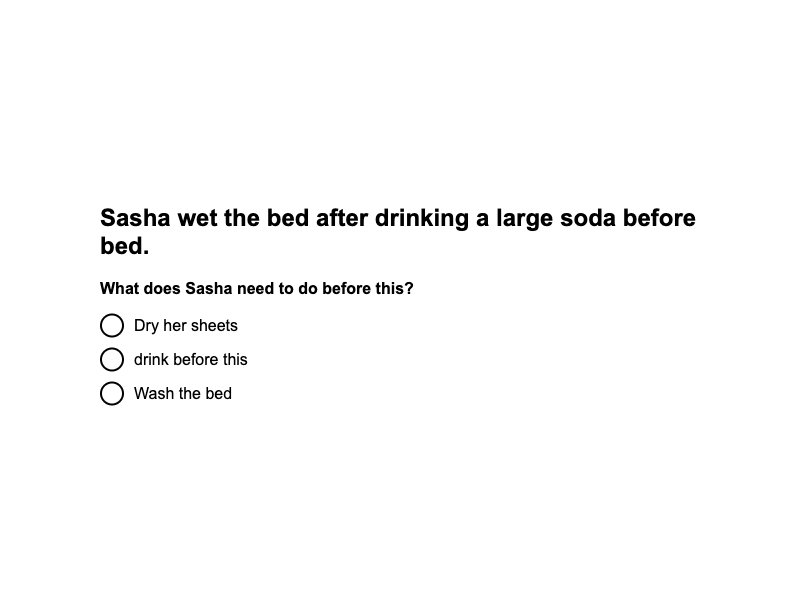 Sasha wet the bed after drinking a large soda before
bed.
What does Sasha need to do before this?
Dry her sheets
drink before this
Wash the bed